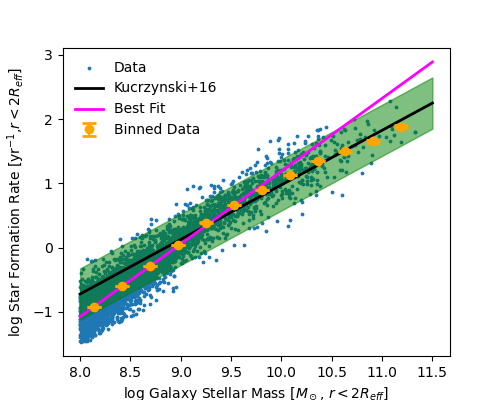 3
2
1
0
−1
8.0 8.5 9.0 9.5 10.0 10.5 11.0 11.5
log Star Formation Rate [yr⁻¹, r < 2R_eff]
log Galaxy Stellar Mass [M_⊙, r < 2R_eff]
Data
Kucrzynski+16
Best Fit
Binned Data